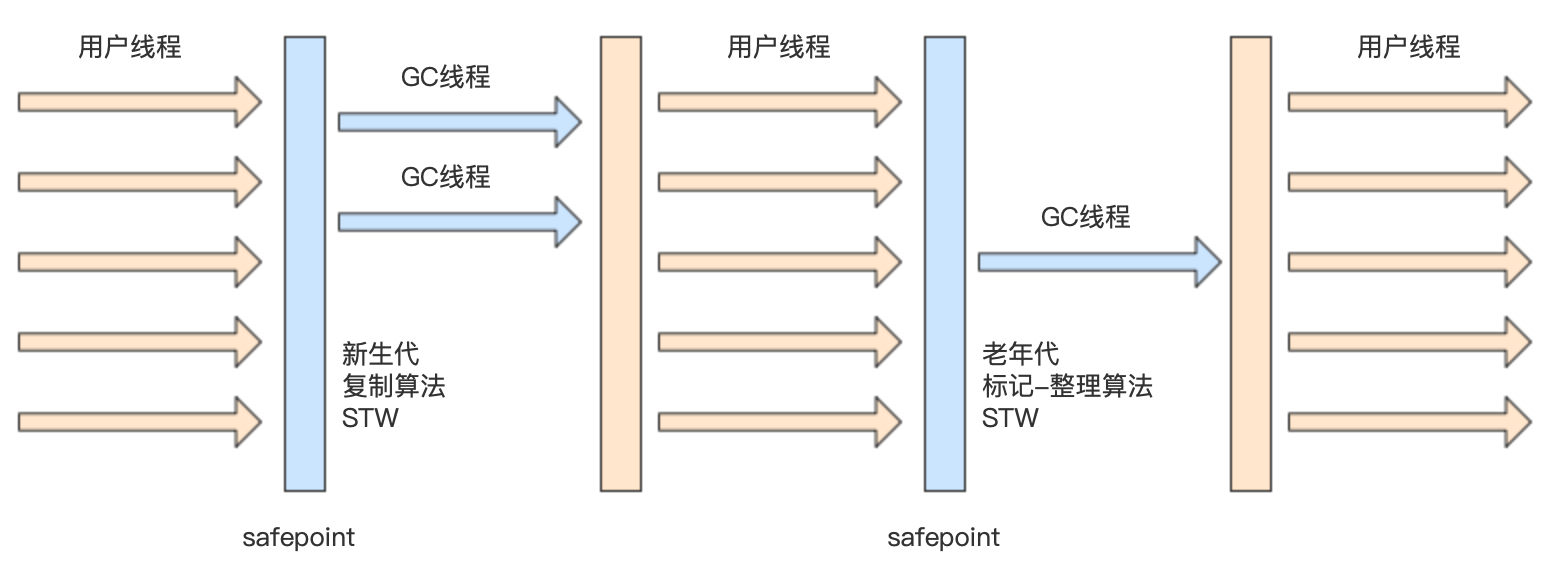 用户线程
GC线程
GC线程
新生代
复制算法
STW
safepoint
用户线程
GC线程
老年代
标记–整理算法
STW
safepoint
用户线程